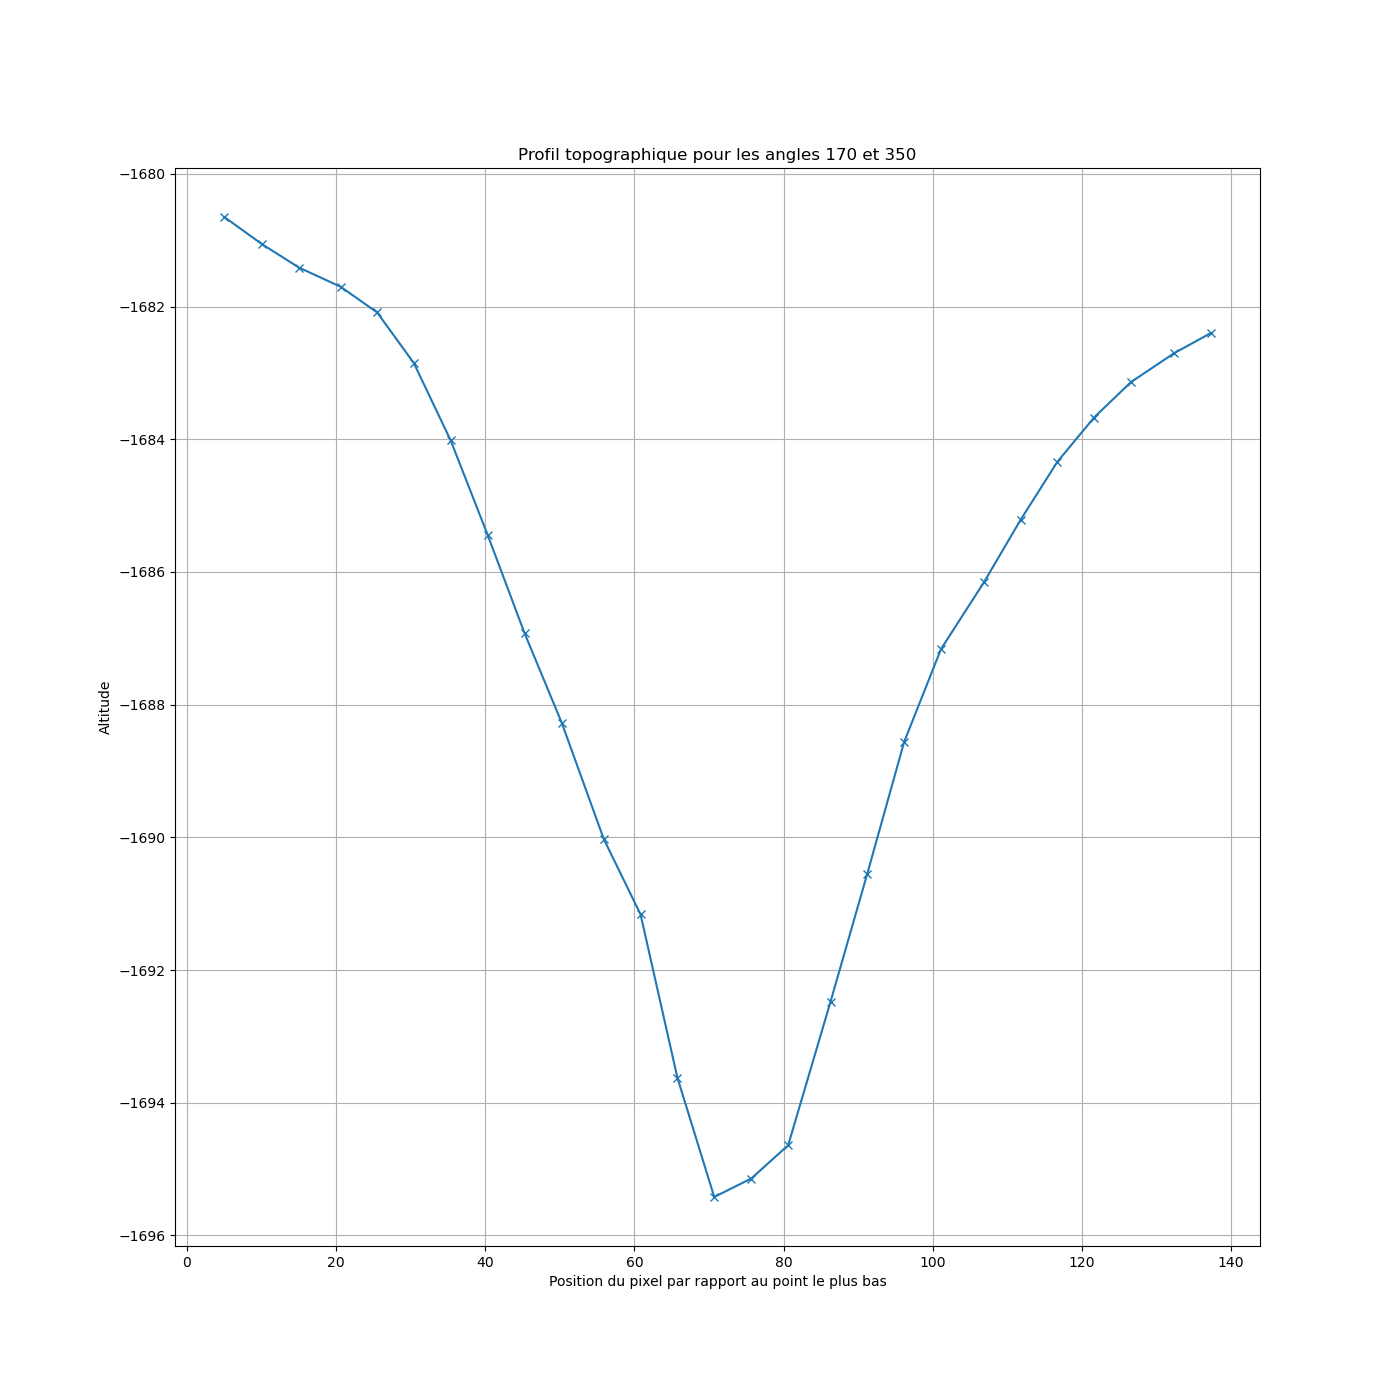 Profil topographique pour les angles 170 et 350
−1680
−1682
−1684
−1686
−1688
−1690
−1692
−1694
−1696
Altitude
0 20 40 60 80 100 120 140
Position du pixel par rapport au point le plus bas